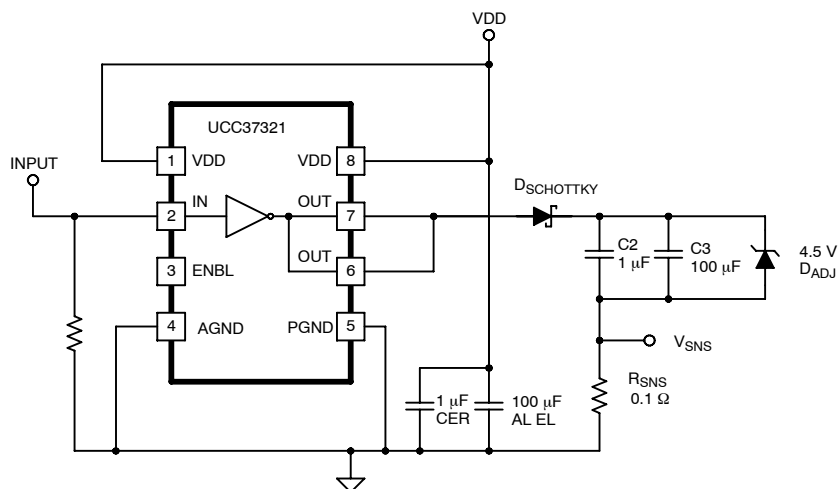 VDD
UCC37321
INPUT
1 VDD
VDD 8
2 IN
OUT 7
D_SCHOTTKY
3 ENBL
OUT 6
C2
1 μF
C3
100 μF
4.5 V
D_ADJ
4 AGND
PGND 5
V_SNS
1 μF
CER
100 μF
AL EL
R_SNS
0.1 Ω